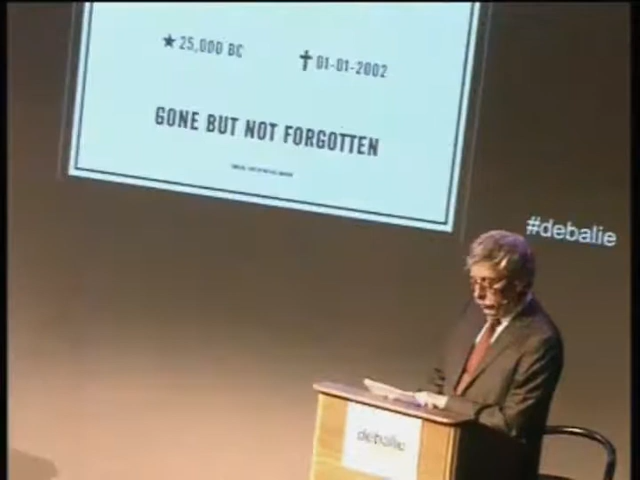 ★ 25,000 BC
✝ 01-01-2002
GONE BUT NOT FORGOTTEN
#debalie
debalie